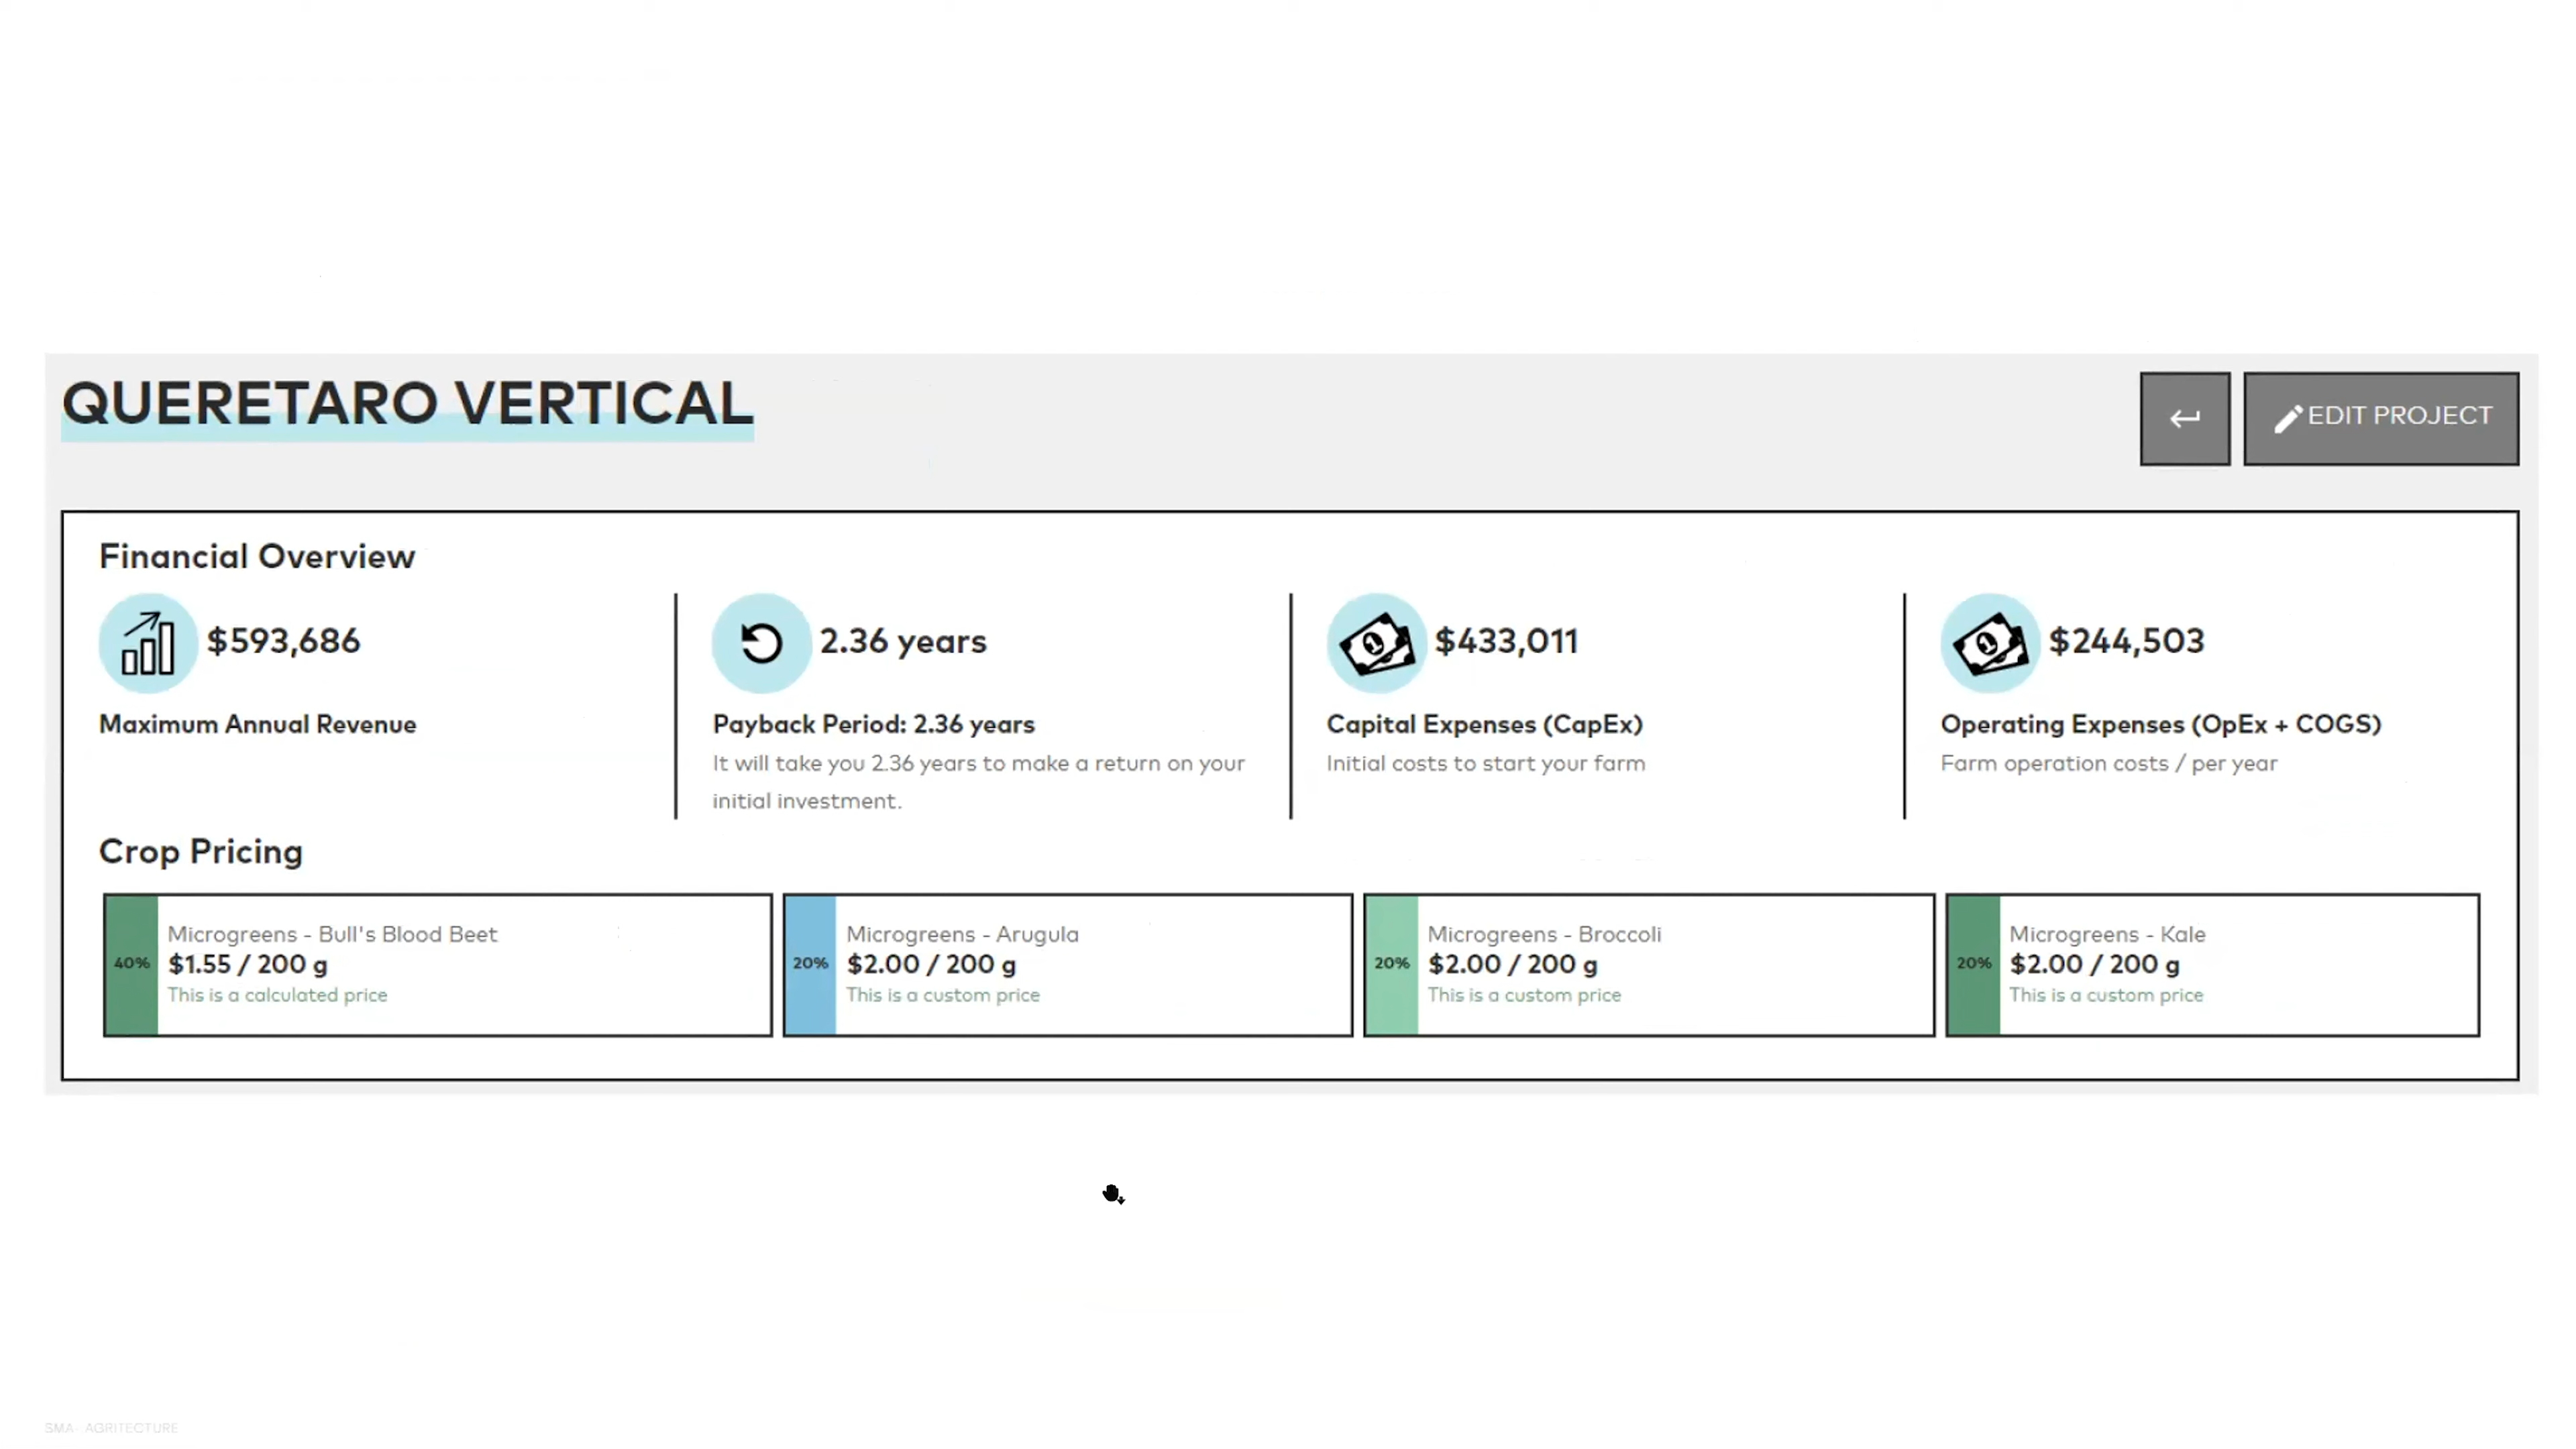 QUERETARO VERTICAL
EDIT PROJECT
Financial Overview
$593,686
Maximum Annual Revenue
2.36 years
Payback Period: 2.36 years
It will take you 2.36 years to make a return on your
initial investment.
$433,011
Capital Expenses (CapEx)
Initial costs to start your farm
$244,503
Operating Expenses (OpEx + COGS)
Farm operation costs / per year
Crop Pricing
40%
Microgreens - Bull's Blood Beet
$1.55 / 200 g
This is a calculated price
20%
Microgreens - Arugula
$2.00 / 200 g
This is a custom price
20%
Microgreens - Broccoli
$2.00 / 200 g
This is a custom price
20%
Microgreens - Kale
$2.00 / 200 g
This is a custom price
SMA· AGRITECTURE